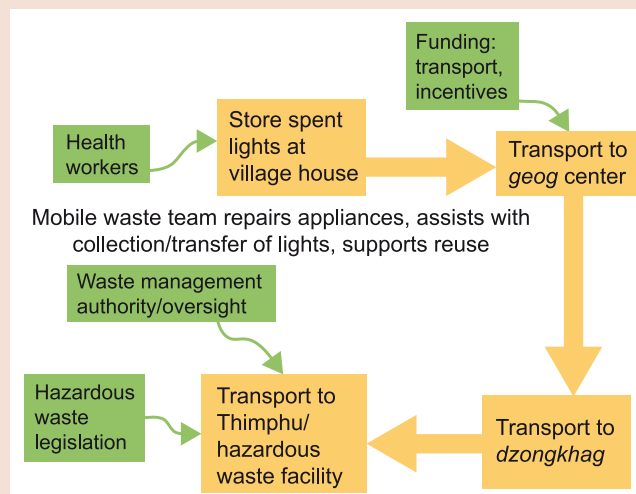 Funding:
transport,
incentives
Health
workers
Store spent
lights at
village house
Transport to
geog center
Mobile waste team repairs appliances, assists with
collection/transfer of lights, supports reuse
Waste management
authority/oversight
Hazardous
waste
legislation
Transport to
Thimphu/
hazardous
waste facility
Transport to
dzongkhag